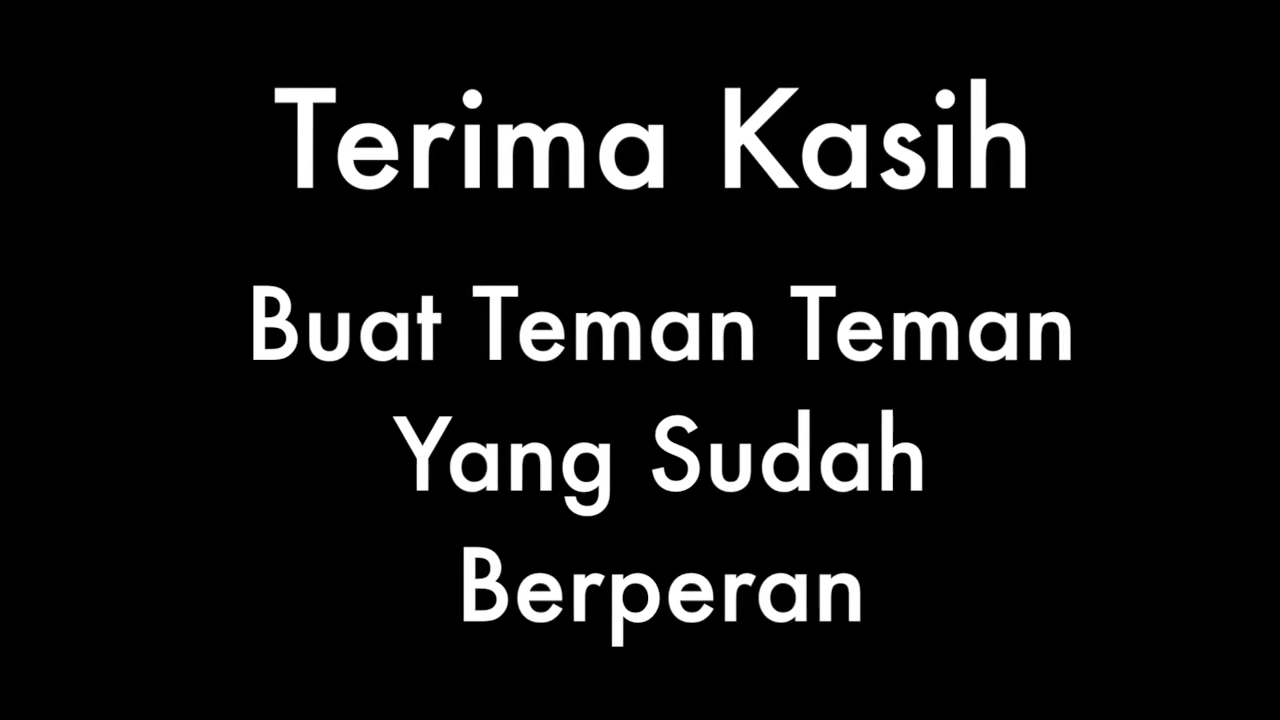 Terima Kasih
Buat Teman Teman
Yang Sudah
Berperan